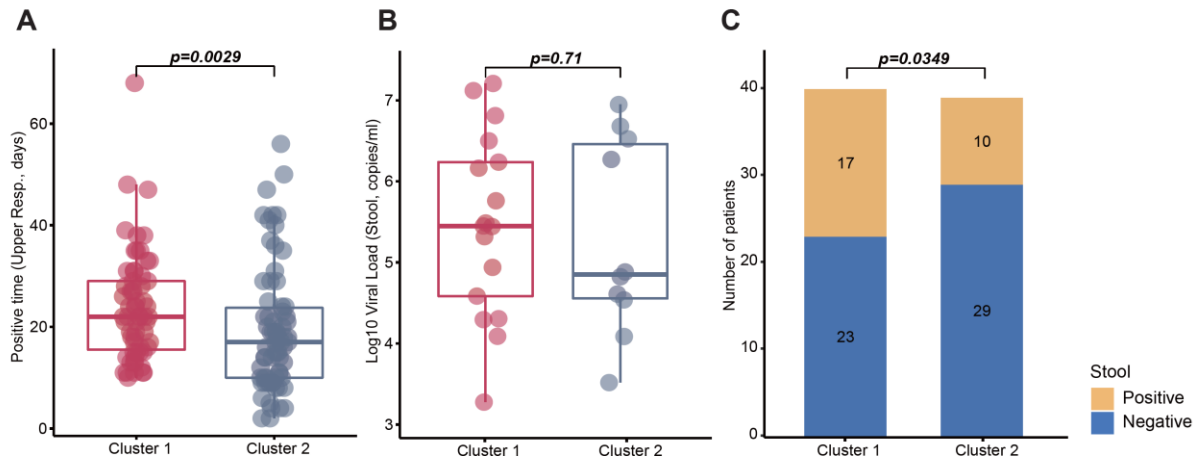 A
p=0.0029
Positive time (Upper Resp., days)
60
40
20
0
Cluster 1
Cluster 2
B
p=0.71
Log10 Viral Load (Stool, copies/ml)
7
6
5
4
3
Cluster 1
Cluster 2
C
p=0.0349
Number of patients
40
30
20
10
0
17
10
23
29
Cluster 1
Cluster 2
Stool
Positive
Negative